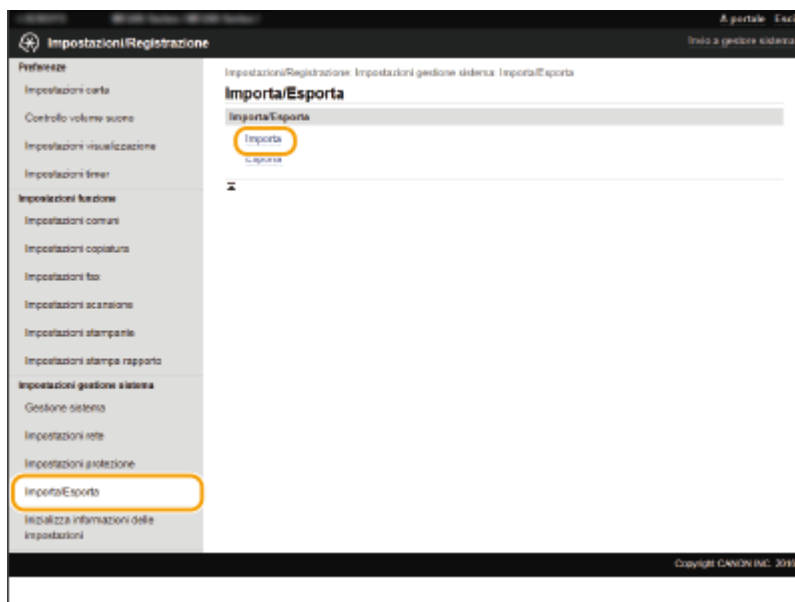 A portale Esci
Impostazioni/Registrazione
Invio a gestore sistema
Preferenze
Impostazioni carta
Controllo volume suono
Impostazioni visualizzazione
Impostazioni timer
Impostazioni funzione
Impostazioni comuni
Impostazioni copiatura
Impostazioni fax
Impostazioni scansione
Impostazioni stampante
Impostazioni stampa rapporto
Impostazioni gestione sistema
Gestione sistema
Impostazioni rete
Impostazioni protezione
Importa/Esporta
Inizializza informazioni delle
impostazioni
Impostazioni/Registrazione: Impostazioni gestione sistema: Importa/Esporta
Importa/Esporta
Importa/Esporta
Importa
Esporta
Copyright CANON INC.